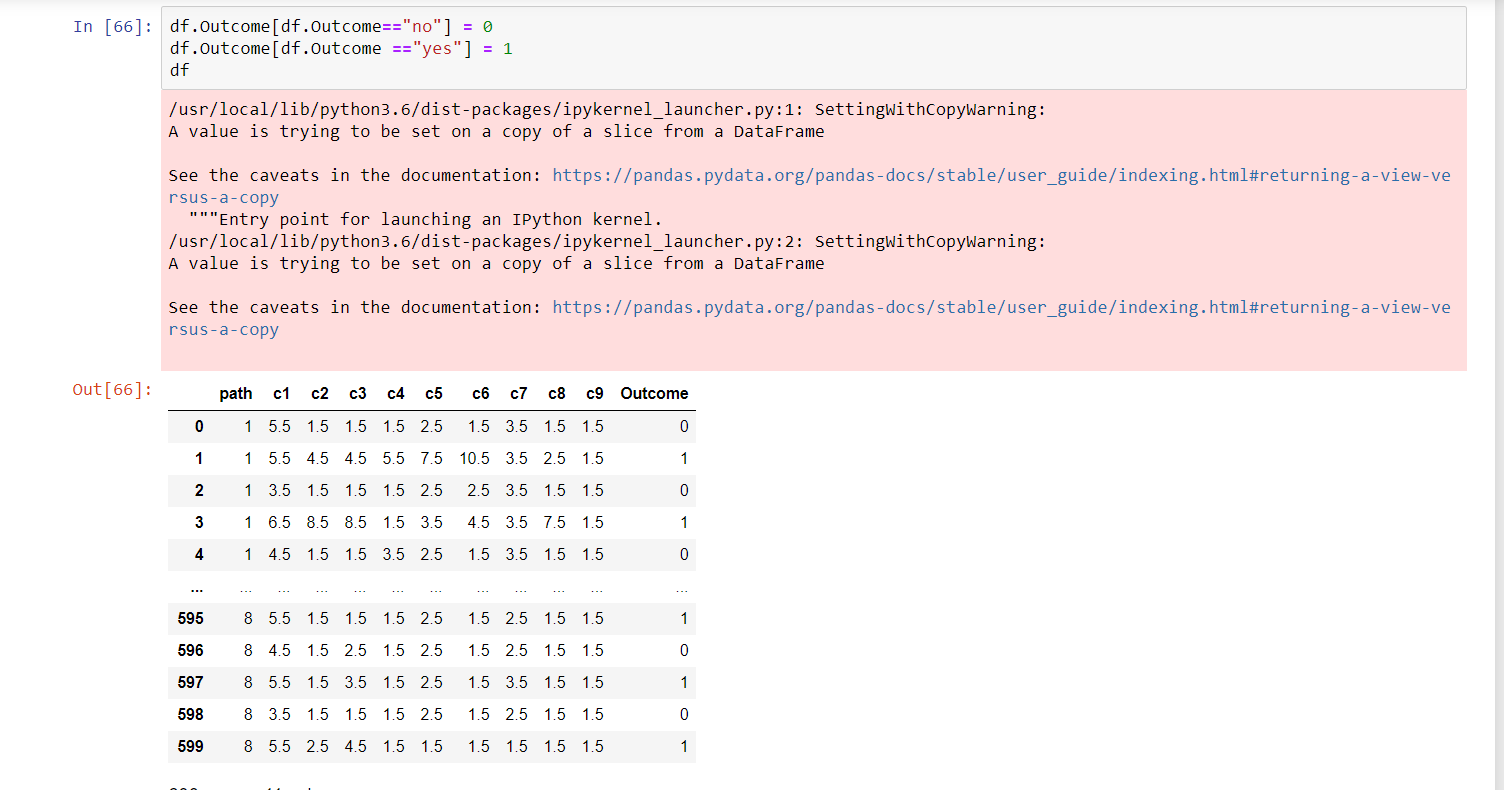 In [66]: df.Outcome[df.Outcome=="no"] = 0
df.Outcome[df.Outcome =="yes"] = 1
df
/usr/local/lib/python3.6/dist-packages/ipykernel_launcher.py:1: SettingWithCopyWarning:
A value is trying to be set on a copy of a slice from a DataFrame
See the caveats in the documentation: https://pandas.pydata.org/pandas-docs/stable/user_guide/indexing.html#returning-a-view-ve
rsus-a-copy
"""Entry point for launching an IPython kernel.
/usr/local/lib/python3.6/dist-packages/ipykernel_launcher.py:2: SettingWithCopyWarning:
A value is trying to be set on a copy of a slice from a DataFrame
See the caveats in the documentation: https://pandas.pydata.org/pandas-docs/stable/user_guide/indexing.html#returning-a-view-ve
rsus-a-copy
Out[66]:
path c1 c2 c3 c4 c5 c6 c7 c8 c9 Outcome
0 1 5.5 1.5 1.5 1.5 2.5 1.5 3.5 1.5 1.5 0
1 1 5.5 4.5 4.5 5.5 7.5 10.5 3.5 2.5 1.5 1
2 1 3.5 1.5 1.5 1.5 2.5 2.5 3.5 1.5 1.5 0
3 1 6.5 8.5 8.5 1.5 3.5 4.5 3.5 7.5 1.5 1
4 1 4.5 1.5 1.5 3.5 2.5 1.5 3.5 1.5 1.5 0
... ... ... ... ... ... ... ... ... ... ... ...
595 8 5.5 1.5 1.5 1.5 2.5 1.5 2.5 1.5 1.5 1
596 8 4.5 1.5 2.5 1.5 2.5 1.5 2.5 1.5 1.5 0
597 8 5.5 1.5 3.5 1.5 2.5 1.5 3.5 1.5 1.5 1
598 8 3.5 1.5 1.5 1.5 2.5 1.5 2.5 1.5 1.5 0
599 8 5.5 2.5 4.5 1.5 1.5 1.5 1.5 1.5 1.5 1